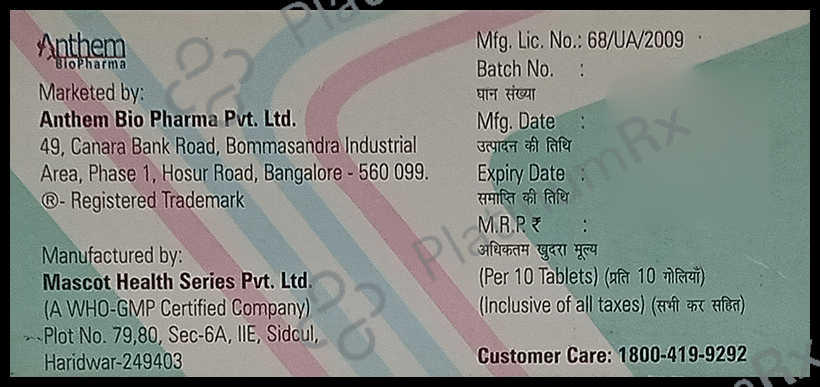 Anthem
BioPharma
Marketed by:
Anthem Bio Pharma Pvt. Ltd.
49, Canara Bank Road, Bommasandra Industrial
Area, Phase 1, Hosur Road, Bangalore - 560 099.
®- Registered Trademark
Manufactured by:
Mascot Health Series Pvt. Ltd.
(A WHO-GMP Certified Company)
Plot No. 79,80, Sec-6A, IIE, Sidcul,
Haridwar-249403
Mfg. Lic. No.: 68/UA/2009
Batch No. :
घान संख्या
Mfg. Date :
उत्पादन की तिथि
Expiry Date :
समाप्ति की तिथि
M.R.P. ₹ :
अधिकतम खुदरा मूल्य
(Per 10 Tablets) (प्रति 10 गोलियाँ)
(Inclusive of all taxes) (सभी कर सहित)
Customer Care: 1800-419-9292
PlatinumRx